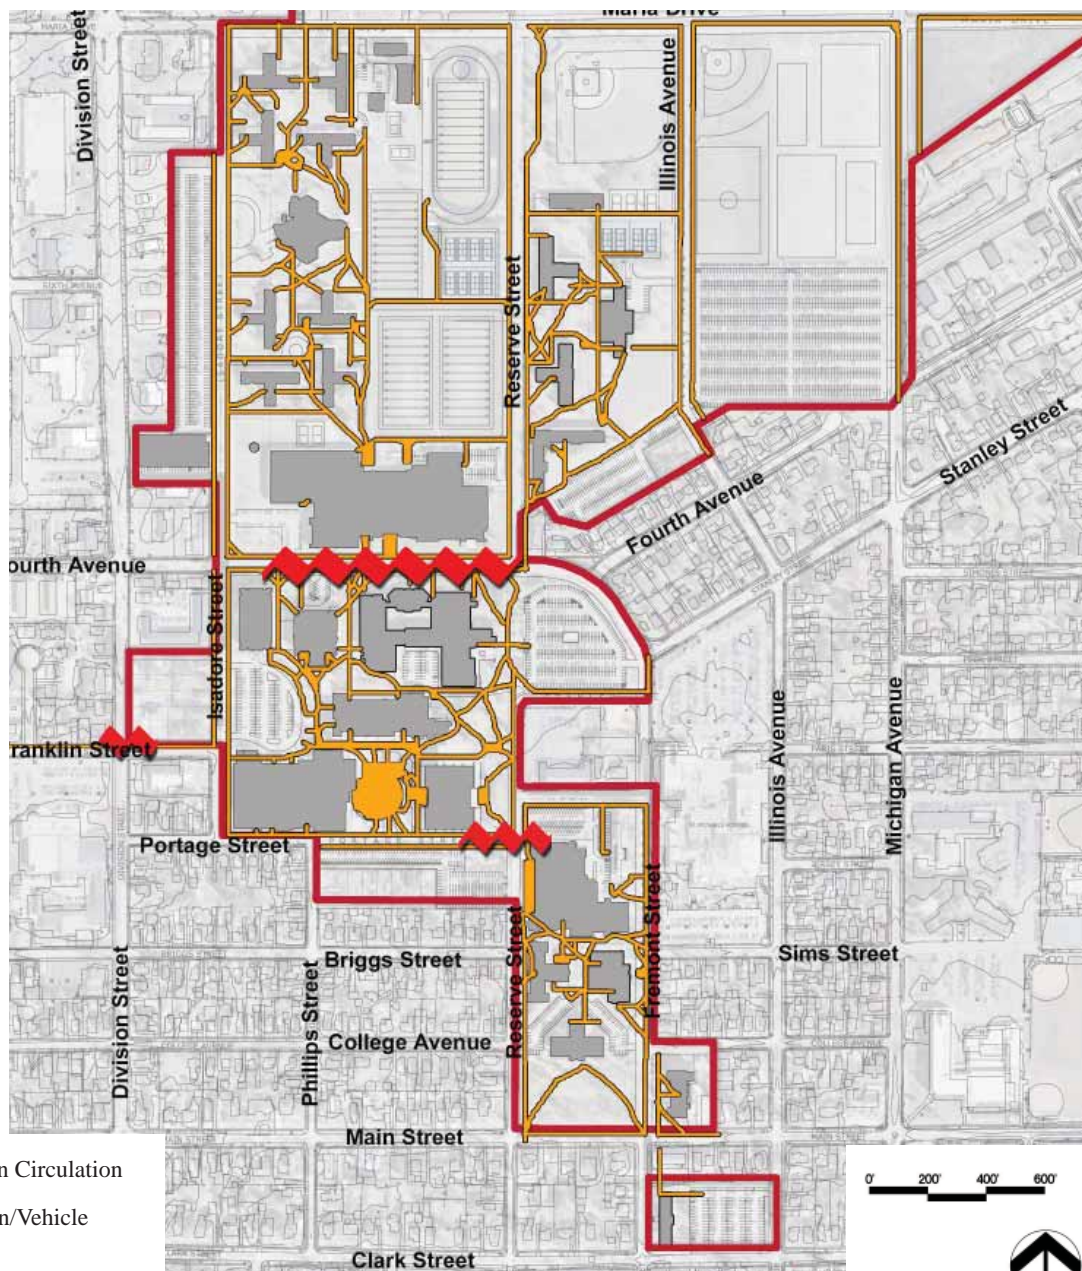 Maria Drive
Division Street
Illinois Avenue
Reserve Street
Stanley Street
Fourth Avenue
ourth Avenue
Isadore Street
ranklin Street
Illinois Avenue
Michigan Avenue
Portage Street
Briggs Street
Reserve Street
Fremont Street
Sims Street
Division Street
Phillips Street
College Avenue
Main Street
n Circulation
n/Vehicle
0' 200' 400' 600'
Clark Street